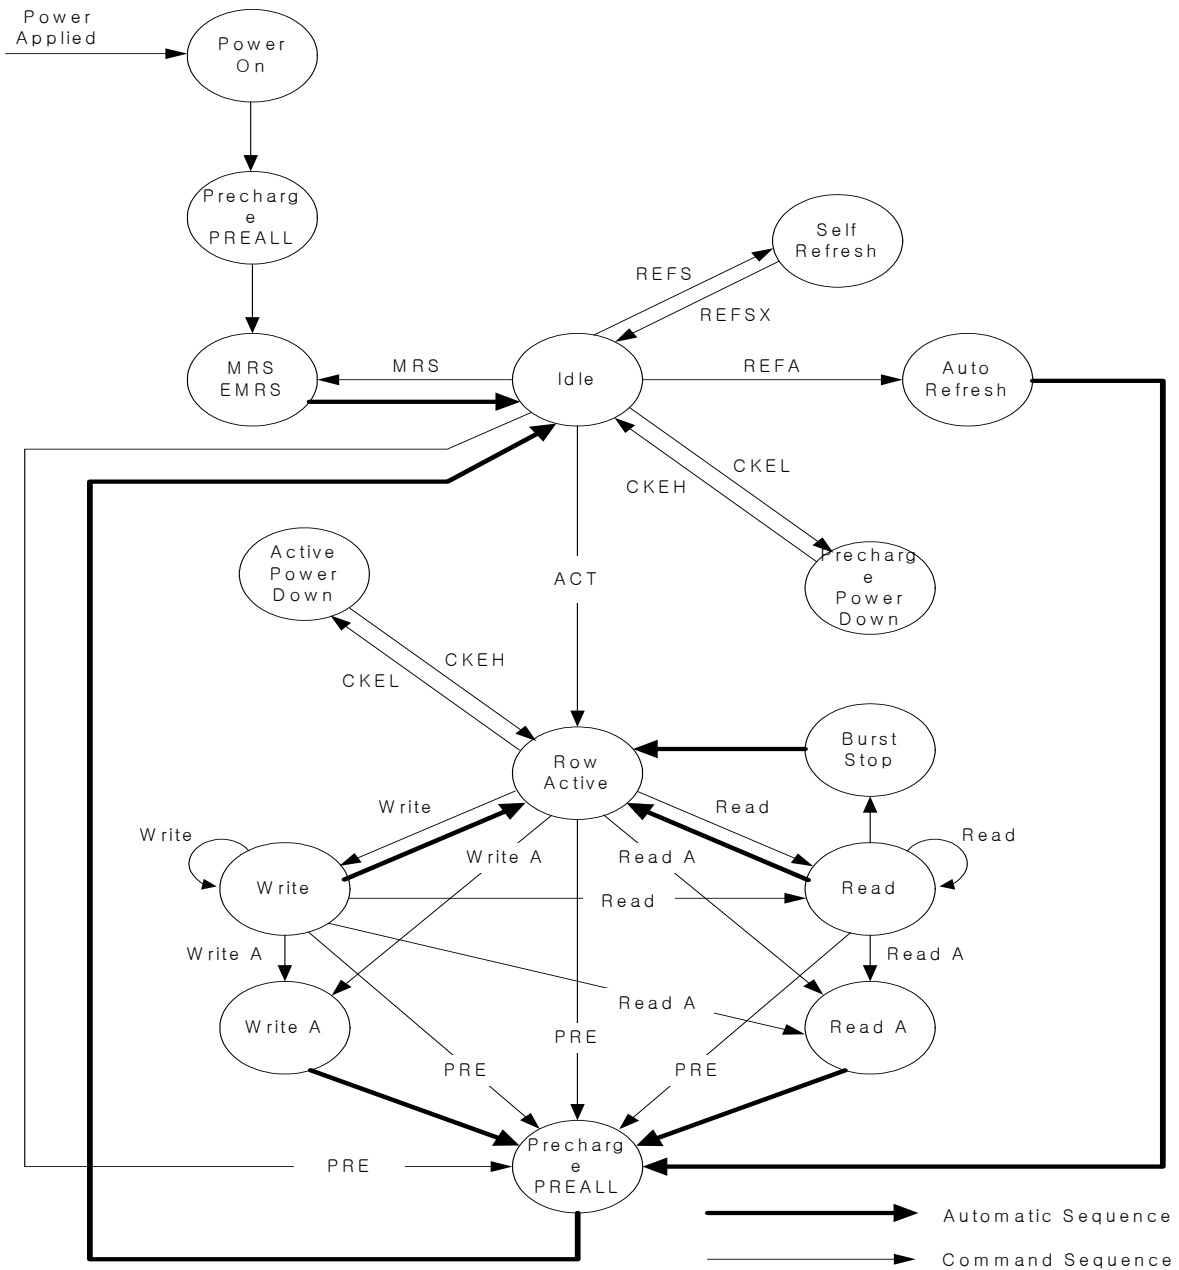 Power
Applied
Power
On
Precharg
e
PREALL
Self
Refresh
REFS
REFSX
MRS
EMRS
MRS
Idle
REFA
Auto
Refresh
CKEL
CKEH
Active
Power
Down
ACT
Precharg
e
Power
Down
CKEH
CKEL
Burst
Stop
Row
Active
Write
Read
Write
Write A
Read A
Read
Write
Read
Read
Write A
Read A
Write A
Read A
Read A
PRE
PRE
PRE
Precharg
e
PREALL
PRE
Automatic Sequence
Command Sequence